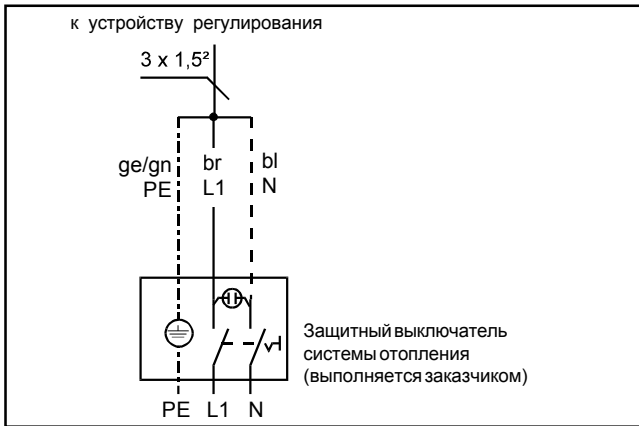 к устройству регулирования
3 x 1,5²
ge/gn br bl
PE L1 N
Защитный выключатель
системы отопления
(выполняется заказчиком)
PE L1 N